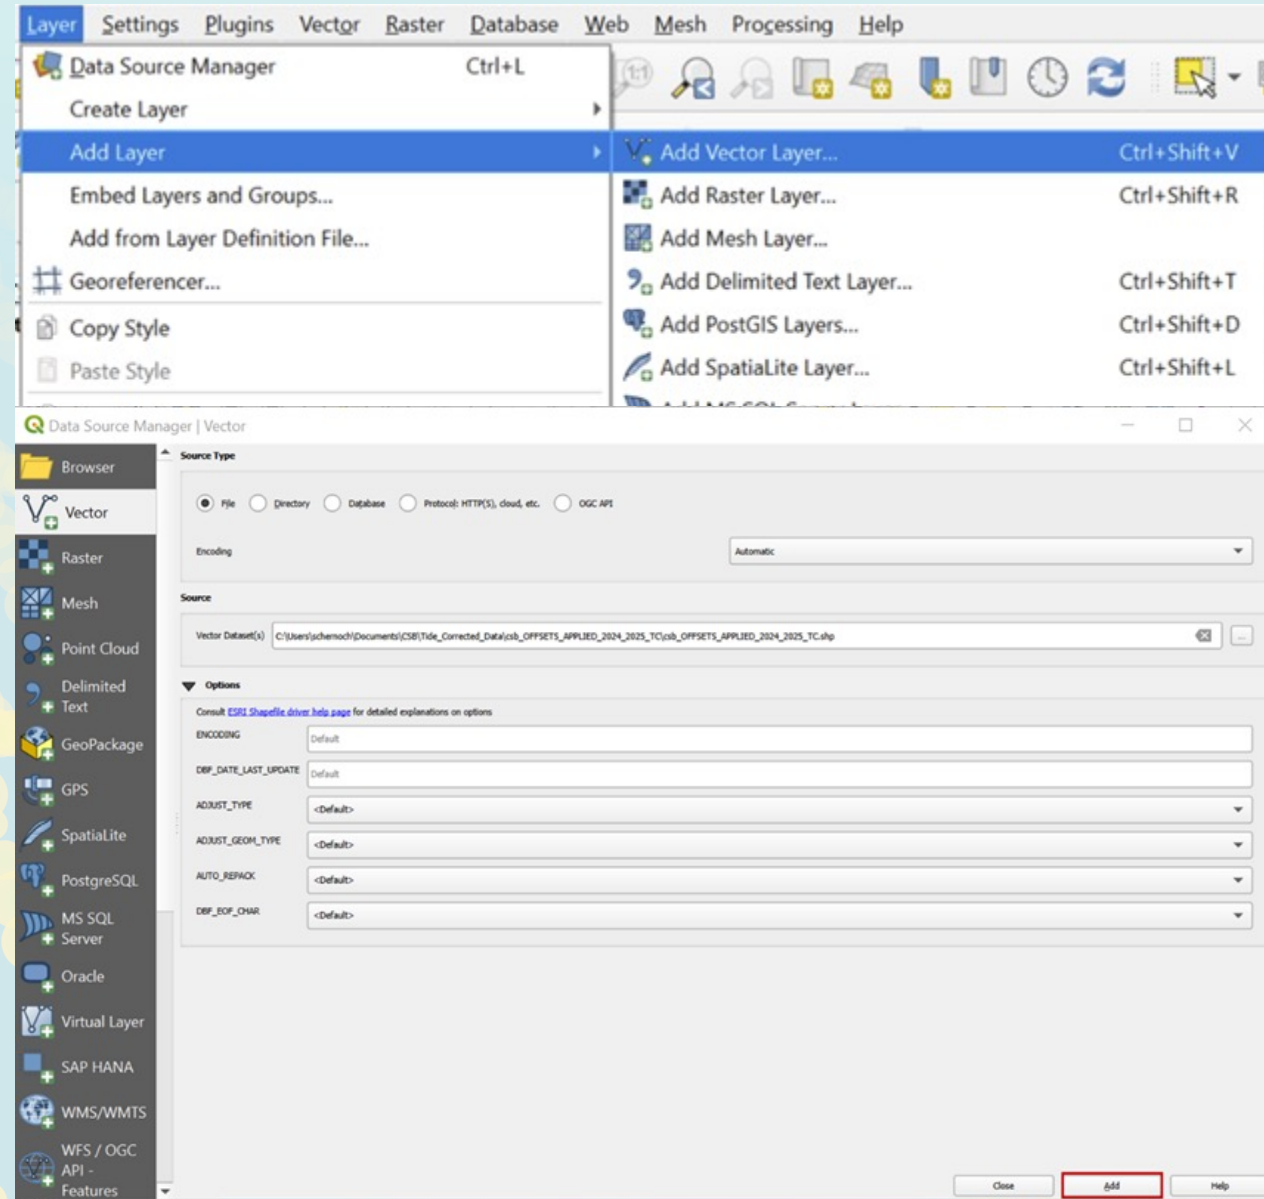 Layer Settings Plugins Vector Raster Database Web Mesh Processing Help
Data Source Manager Ctrl+L
Create Layer
Add Layer
Embed Layers and Groups...
Add from Layer Definition File...
Georeferencer...
Copy Style
Paste Style
1:1
Add Vector Layer... Ctrl+Shift+V
Add Raster Layer... Ctrl+Shift+R
Add Mesh Layer...
Add Delimited Text Layer... Ctrl+Shift+T
Add PostGIS Layers... Ctrl+Shift+D
Add SpatiaLite Layer... Ctrl+Shift+L
Data Source Manager | Vector
Browser
Vector
Raster
Mesh
Point Cloud
Delimited
Text
GeoPackage
GPS
SpatiaLite
PostgreSQL
MS SQL
Server
Oracle
Virtual Layer
SAP HANA
WMS/WMTS
WFS / OGC
API -
Features
Source Type
File Directory Database Protocol: HTTP(S), cloud, etc. OGC API
Encoding Automatic
Source
Vector Dataset(s) C:\Users\schernoch\Documents\CSB\Tide_Corrected_Data\csb_OFFSETS_APPLIED_2024_2025_TC\csb_OFFSETS_APPLIED_2024_2025_TC.shp ...
Options
Consult ESRI Shapefile driver help page for detailed explanations on options
ENCODING Default
DBF_DATE_LAST_UPDATE Default
ADJUST_TYPE <Default>
ADJUST_GEOM_TYPE <Default>
AUTO_REPACK <Default>
DBF_EOF_CHAR <Default>
Close Add Help